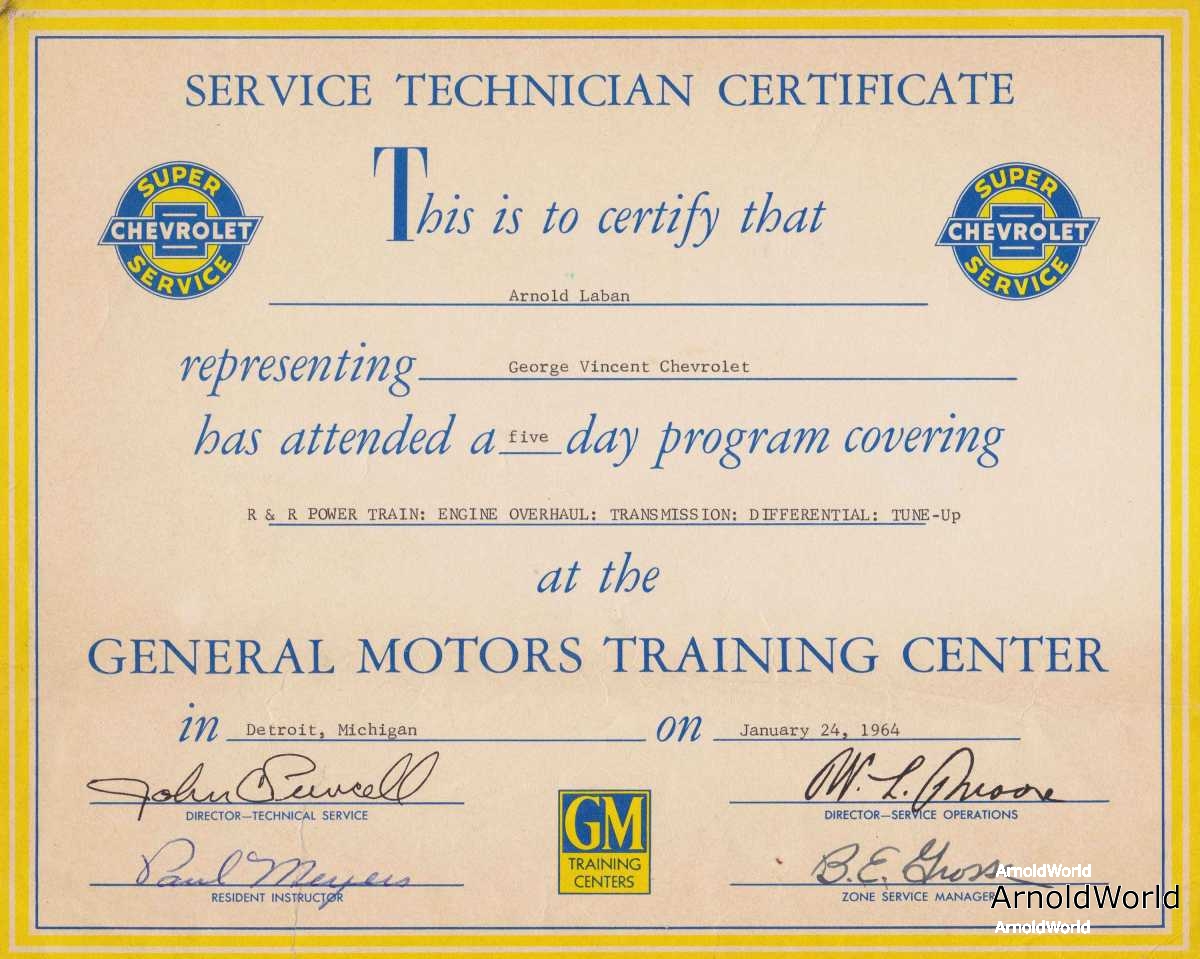 SERVICE TECHNICIAN CERTIFICATE
This is to certify that
SUPER
CHEVROLET
SERVICE
SUPER
CHEVROLET
SERVICE
Arnold Laban
representing George Vincent Chevrolet
has attended a five day program covering
R & R POWER TRAIN: ENGINE OVERHAUL: TRANSMISSION: DIFFERENTIAL: TUNE-Up
at the
GENERAL MOTORS TRAINING CENTER
in Detroit, Michigan on January 24, 1964
John C Purcell
DIRECTOR—TECHNICAL SERVICE
W. L.
DIRECTOR—SERVICE OPERATIONS
GM
TRAINING
CENTERS
Paul Meyers
RESIDENT INSTRUCTOR
B. E.
ZONE SERVICE MANAGER
ArnoldWorld
ArnoldWorld
ArnoldWorld